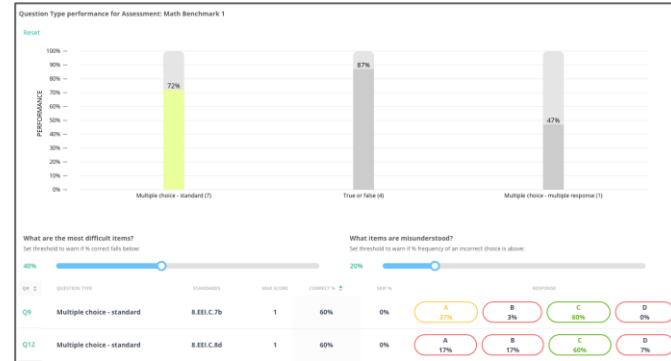 Question Type performance for Assessment: Math Benchmark 1
Reset
100%
90%
80%
70%
60%
50%
40%
30%
20%
10%
0%
PERFORMANCE
72%
87%
47%
Multiple choice - standard (7)
True or false (4)
Multiple choice - multiple response (1)
What are the most difficult items?
Set threshold to warn if % correct falls below:
40%
What items are misunderstood?
Set threshold to warn if % frequency of an incorrect choice is above:
20%
Q# QUESTION TYPE STANDARDS MAX SCORE CORRECT % SKIP % RESPONSE
Q9 Multiple choice - standard 8.EEI.C.7b 1 60% 0% A 37% B 3% C 60% D 0%
Q12 Multiple choice - standard 8.EEI.C.8d 1 60% 0% A 17% B 17% C 60% D 7%